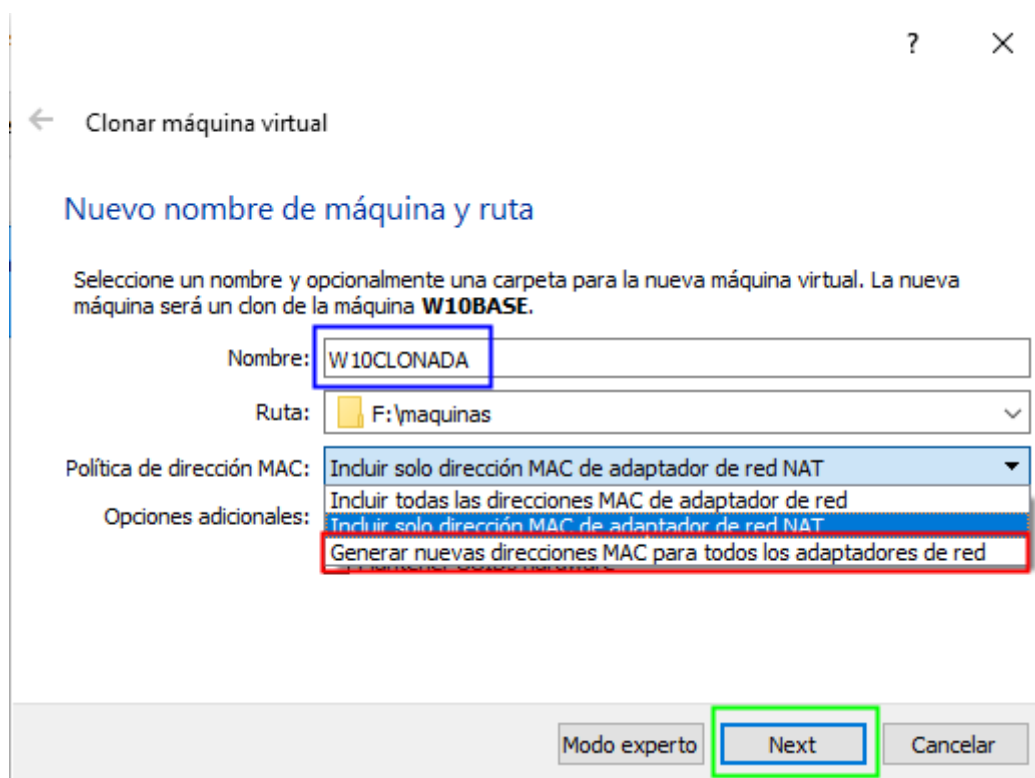 ?
Clonar máquina virtual
Nuevo nombre de máquina y ruta
Seleccione un nombre y opcionalmente una carpeta para la nueva máquina virtual. La nueva
máquina será un clon de la máquina W10BASE.
Nombre: W10CLONADA
Ruta: F:\maquinas
Política de dirección MAC: Incluir solo dirección MAC de adaptador de red NAT
Incluir todas las direcciones MAC de adaptador de red
Opciones adicionales: Incluir solo dirección MAC de adaptador de red NAT
Generar nuevas direcciones MAC para todos los adaptadores de red
Modo experto Next Cancelar